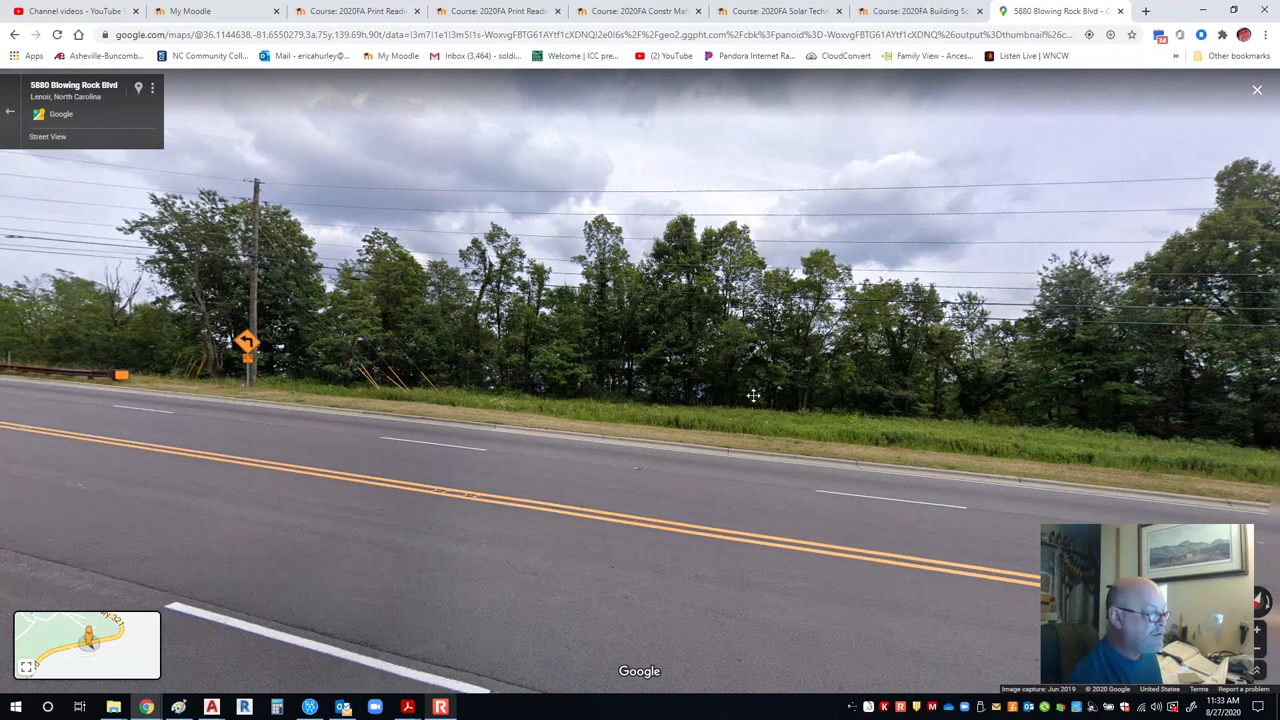 Channel videos - YouTube S
My Moodle
Course: 2020FA Print Readi
Course: 2020FA Print Readi
Course: 2020FA Constr Mat
Course: 2020FA Solar Tech
Course: 2020FA Building Sc
5880 Blowing Rock Blvd - G
Apps
Asheville-Buncomb...
NC Community Coll...
Mail - ericahurley@...
My Moodle
Inbox (3,464) - soldi...
Welcome | ICC pre...
(2) YouTube
Pandora Internet Ra...
CloudConvert
Family View - Ances...
Listen Live | WNCW
Other bookmarks
5880 Blowing Rock Blvd
Lenoir, North Carolina
Google
Street View
Google
Image capture: Jun 2019 © 2020 Google United States Terms Report a problem
11:33 AM
8/27/2020